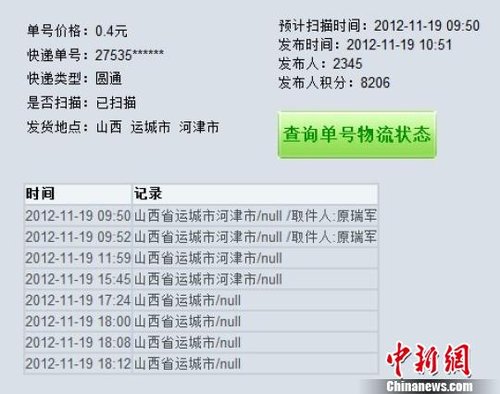 单号价格：0.4元
快递单号：27535******
快递类型：圆通
是否扫描：已扫描
发货地点：山西 运城市 河津市
预计扫描时间：2012-11-19 09:50
发布时间：2012-11-19 10:51
发布人：2345
发布人积分：8206
查询单号物流状态
时间 记录
2012-11-19 09:50 山西省运城市河津市/null /取件人:原瑞军
2012-11-19 09:52 山西省运城市河津市/null /取件人:原瑞军
2012-11-19 11:59 山西省运城市河津市/null
2012-11-19 15:45 山西省运城市河津市/null
2012-11-19 17:24 山西省运城市/null
2012-11-19 18:00 山西省运城市/null
2012-11-19 18:08 山西省运城市/null
2012-11-19 18:12 山西省运城市/null
中新网
Chinanews.com